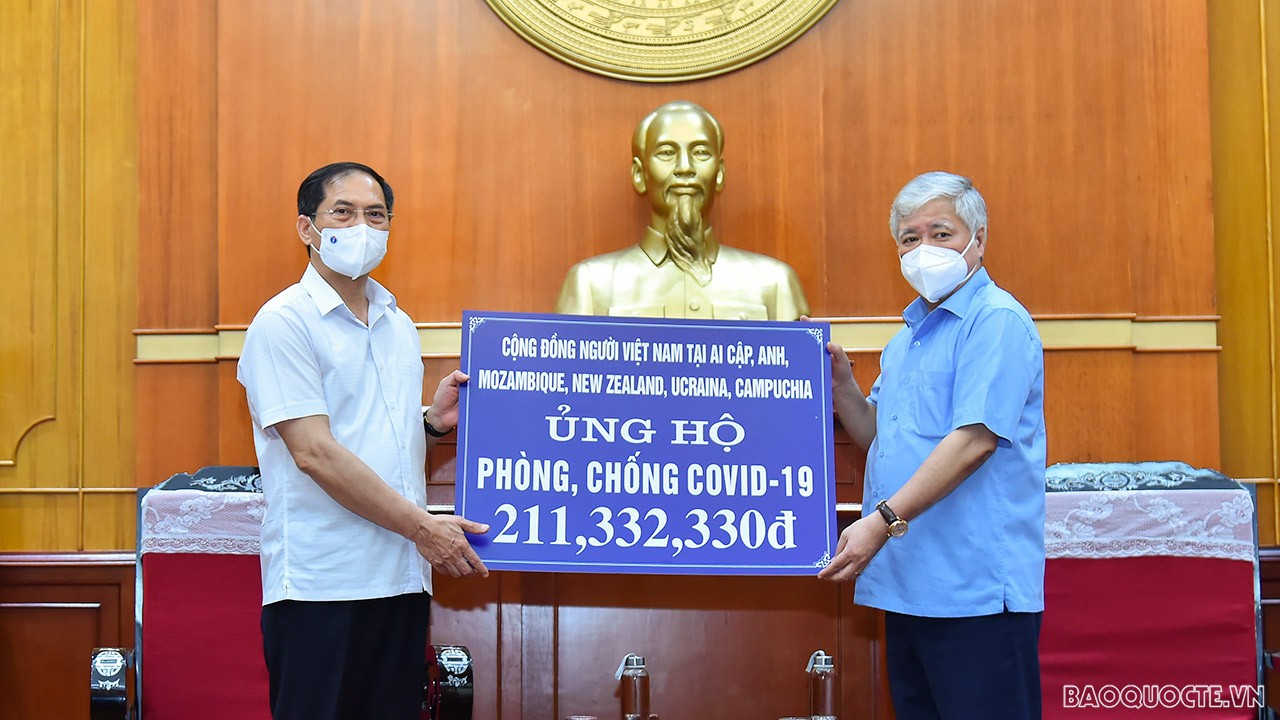 CỘNG ĐỒNG NGƯỜI VIỆT NAM TẠI AI CẬP, ANH,
MOZAMBIQUE, NEW ZEALAND, UCRAINA, CAMPUCHIA
ỦNG HỘ
PHÒNG, CHỐNG COVID-19
211,332,330đ
BAOQUOCTE.VN